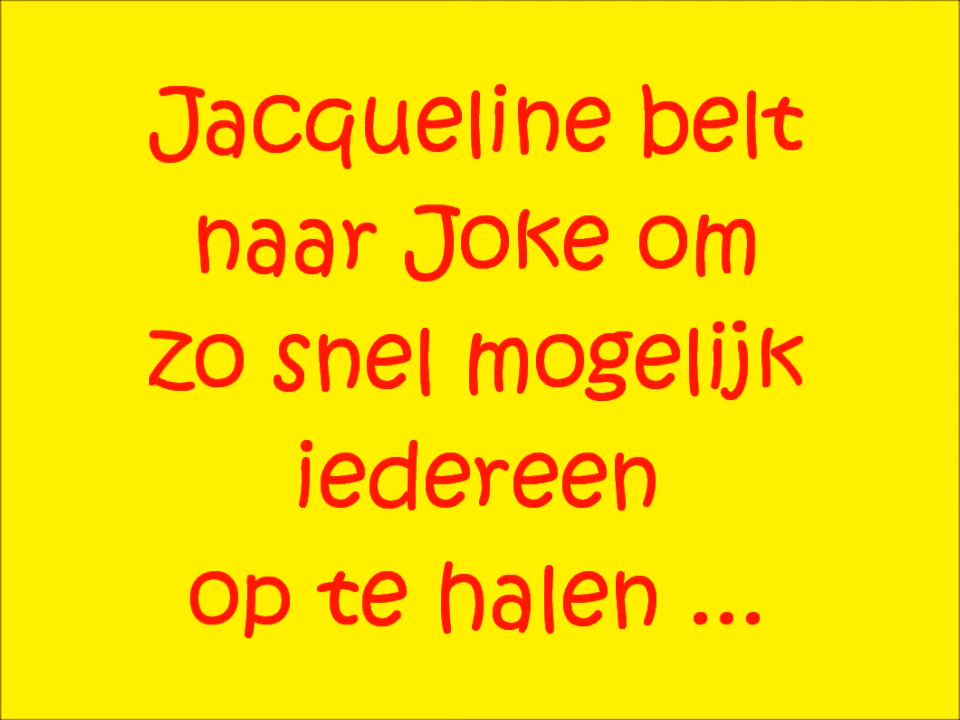 Jacqueline belt
naar Joke om
zo snel mogelijk
iedereen
op te halen ...